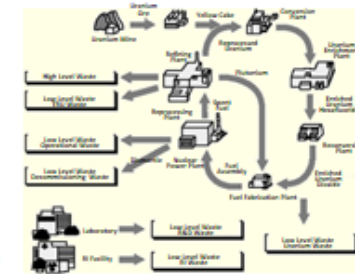 Uranium
Ore
Yellow Cake
Conversion
Plant
Uranium Mine
Refining
Plant
Reprocessed
Uranium
Uranium
Enrichment
Plant
High Level Waste
Plutonium
Enriched
Uranium
Hexafluoride
Low Level Waste
TRU Waste
Spent
Fuel
Reprocessing
Plant
Reconversion
Plant
Low Level Waste
Operational Waste
Nuclear
Power Plant
Fuel
Assembly
Enriched
Uranium
Dioxide
Low Level Waste
Decommissioning Waste
Fuel Fabrication Plant
Laboratory
Low Level Waste
R&D Waste
Low Level Waste
Uranium Waste
RI Facility
Low Level Waste
RI Waste